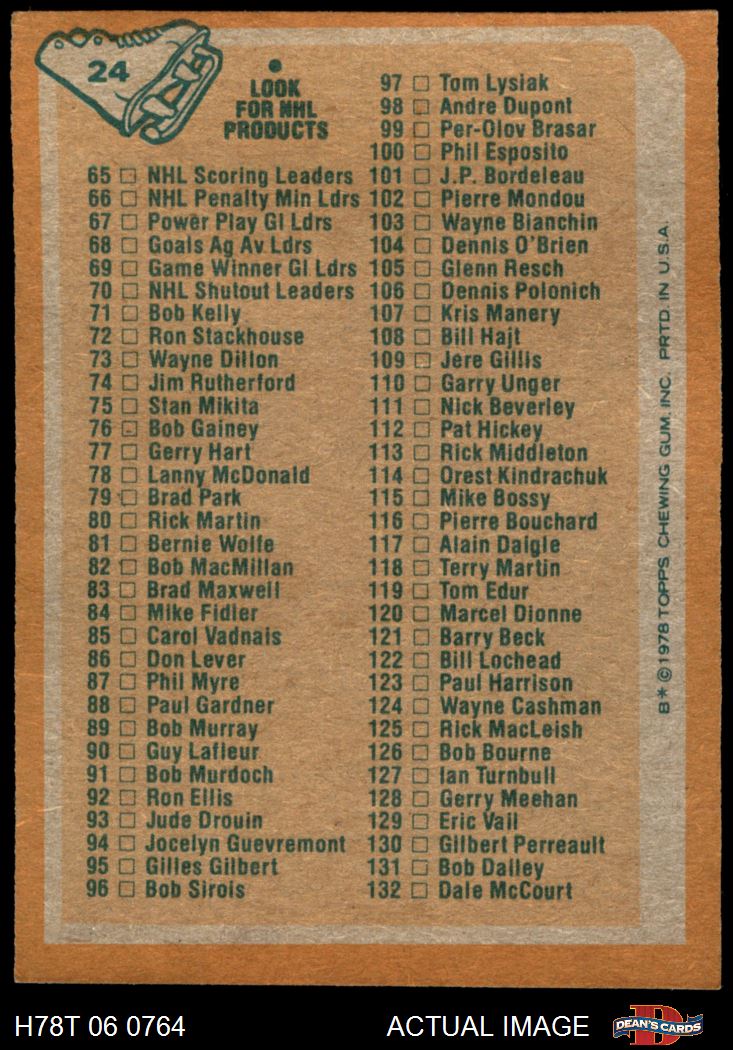 24
LOOK
FOR NHL
PRODUCTS
65 NHL Scoring Leaders
66 NHL Penalty Min Ldrs
67 Power Play Gl Ldrs
68 Goals Ag Av Ldrs
69 Game Winner Gl Ldrs
70 NHL Shutout Leaders
71 Bob Kelly
72 Ron Stackhouse
73 Wayne Dillon
74 Jim Rutherford
75 Stan Mikita
76 Bob Gainey
77 Gerry Hart
78 Lanny McDonald
79 Brad Park
80 Rick Martin
81 Bernie Wolfe
82 Bob MacMillan
83 Brad Maxwell
84 Mike Fidler
85 Carol Vadnais
86 Don Lever
87 Phil Myre
88 Paul Gardner
89 Bob Murray
90 Guy Lafleur
91 Bob Murdoch
92 Ron Ellis
93 Jude Drouin
94 Jocelyn Guevremont
95 Gilles Gilbert
96 Bob Sirois
97 Tom Lysiak
98 Andre Dupont
99 Per-Olov Brasar
100 Phil Esposito
101 J.P. Bordeleau
102 Pierre Mondou
103 Wayne Bianchin
104 Dennis O'Brien
105 Glenn Resch
106 Dennis Polonich
107 Kris Manery
108 Bill Hajt
109 Jere Gillis
110 Garry Unger
111 Nick Beverley
112 Pat Hickey
113 Rick Middleton
114 Orest Kindrachuk
115 Mike Bossy
116 Pierre Bouchard
117 Alain Daigle
118 Terry Martin
119 Tom Edur
120 Marcel Dionne
121 Barry Beck
122 Bill Lochead
123 Paul Harrison
124 Wayne Cashman
125 Rick MacLeish
126 Bob Bourne
127 Ian Turnbull
128 Gerry Meehan
129 Eric Vail
130 Gilbert Perreault
131 Bob Dailey
132 Dale McCourt
B* © 1978 TOPPS CHEWING GUM. INC. PRTD. IN U.S.A.
H78T 06 0764
ACTUAL IMAGE
DEAN'S CARDS